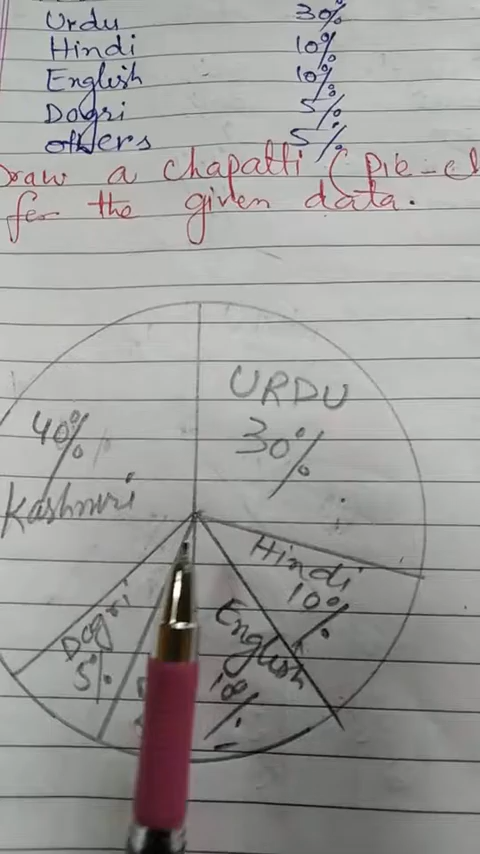 Urdu 30%
Hindi 10%
English 10%
Dogri 5%
others 5%
Draw a chapatti (pie-
for the given data.
URDU
30%
40%
Kashmiri
Hindi
10%
English
10%
Dogri
5%